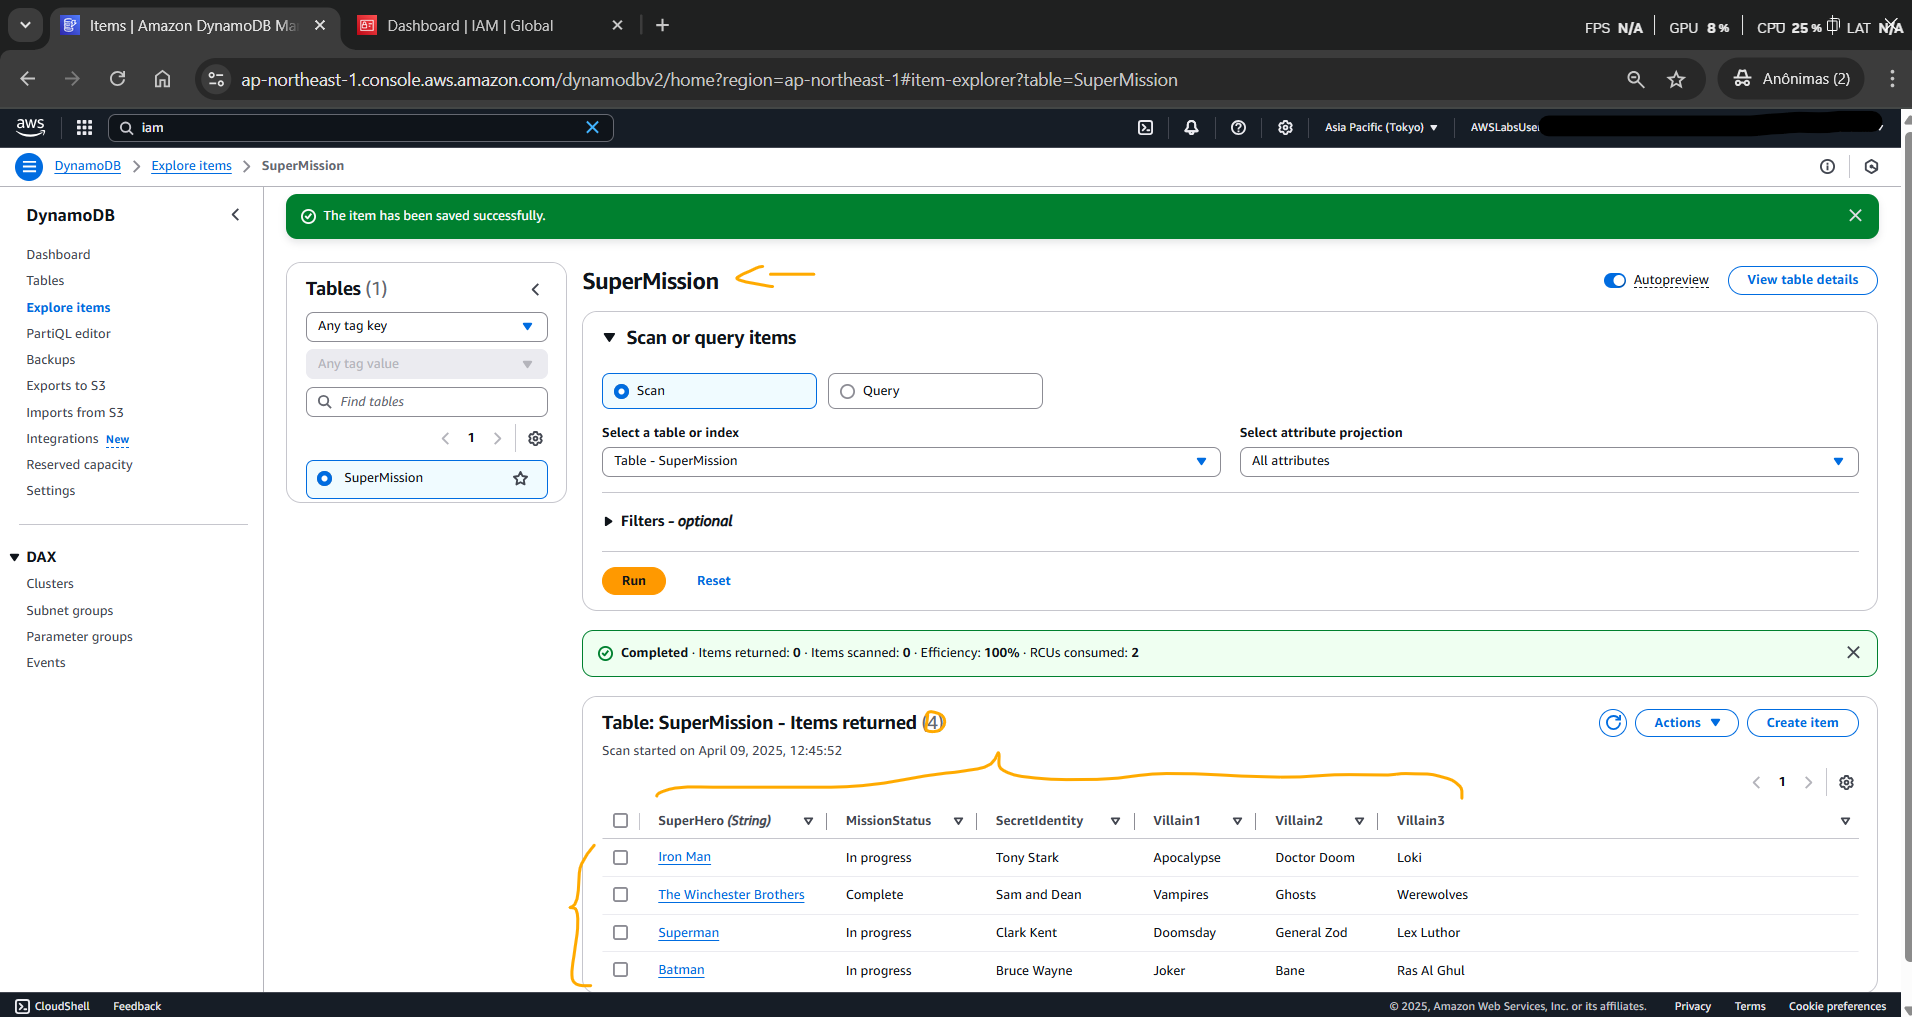 Items | Amazon DynamoDB Ma
Dashboard | IAM | Global
FPS N/A GPU 8% CPU 25% LAT N/A
ap-northeast-1.console.aws.amazon.com/dynamodbv2/home?region=ap-northeast-1#item-explorer?table=SuperMission
Anônimas (2)
aws
iam
Asia Pacific (Tokyo)
AWSLabsUser
DynamoDB
Explore items
SuperMission
DynamoDB
Dashboard
Tables
Explore items
PartiQL editor
Backups
Exports to S3
Imports from S3
Integrations New
Reserved capacity
Settings
DAX
Clusters
Subnet groups
Parameter groups
Events
The item has been saved successfully.
Tables (1)
Any tag key
Any tag value
Find tables
1
SuperMission
SuperMission
Autopreview
View table details
Scan or query items
Scan
Query
Select a table or index
Select attribute projection
Table - SuperMission
All attributes
Filters - optional
Run
Reset
Completed · Items returned: 0 · Items scanned: 0 · Efficiency: 100% · RCUs consumed: 2
Table: SuperMission - Items returned (4)
Actions
Create item
Scan started on April 09, 2025, 12:45:52
1
SuperHero (String) MissionStatus SecretIdentity Villain1 Villain2 Villain3
Iron Man In progress Tony Stark Apocalypse Doctor Doom Loki
The Winchester Brothers Complete Sam and Dean Vampires Ghosts Werewolves
Superman In progress Clark Kent Doomsday General Zod Lex Luthor
Batman In progress Bruce Wayne Joker Bane Ras Al Ghul
CloudShell
Feedback
© 2025, Amazon Web Services, Inc. or its affiliates.
Privacy
Terms
Cookie preferences